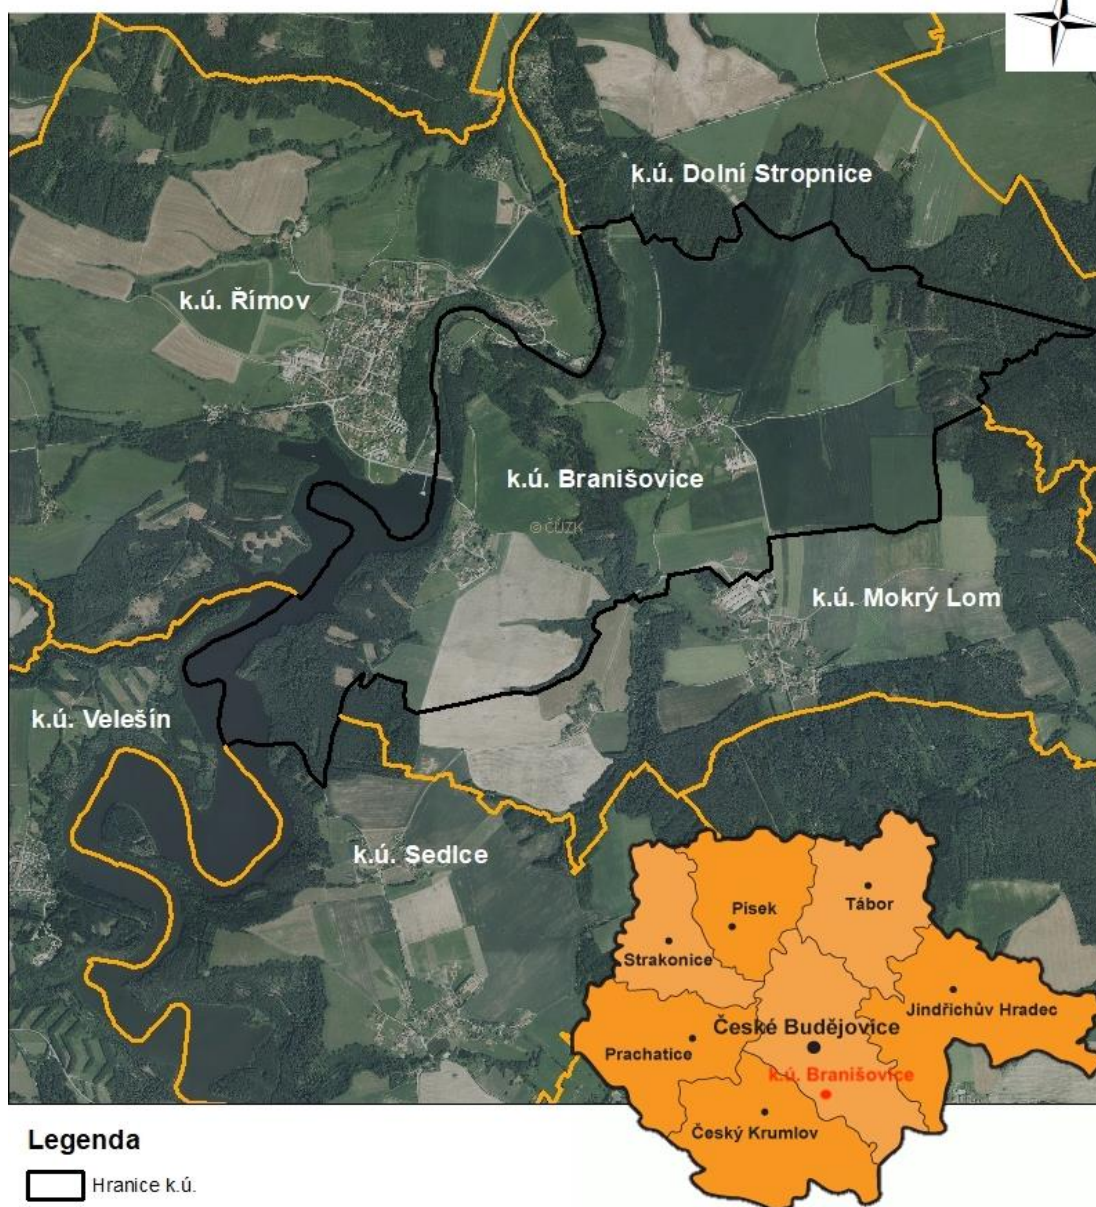 k.ú. Dolní Stropnice
k.ú. Římov
k.ú. Branišovice
© ČÚZK
k.ú. Mokrý Lom
k.ú. Velešín
k.ú. Sedlce
Písek
Tábor
Strakonice
Jindřichův Hradec
České Budějovice
Prachatice
k.ú. Branišovice
Český Krumlov
Legenda
Hranice k.ú.